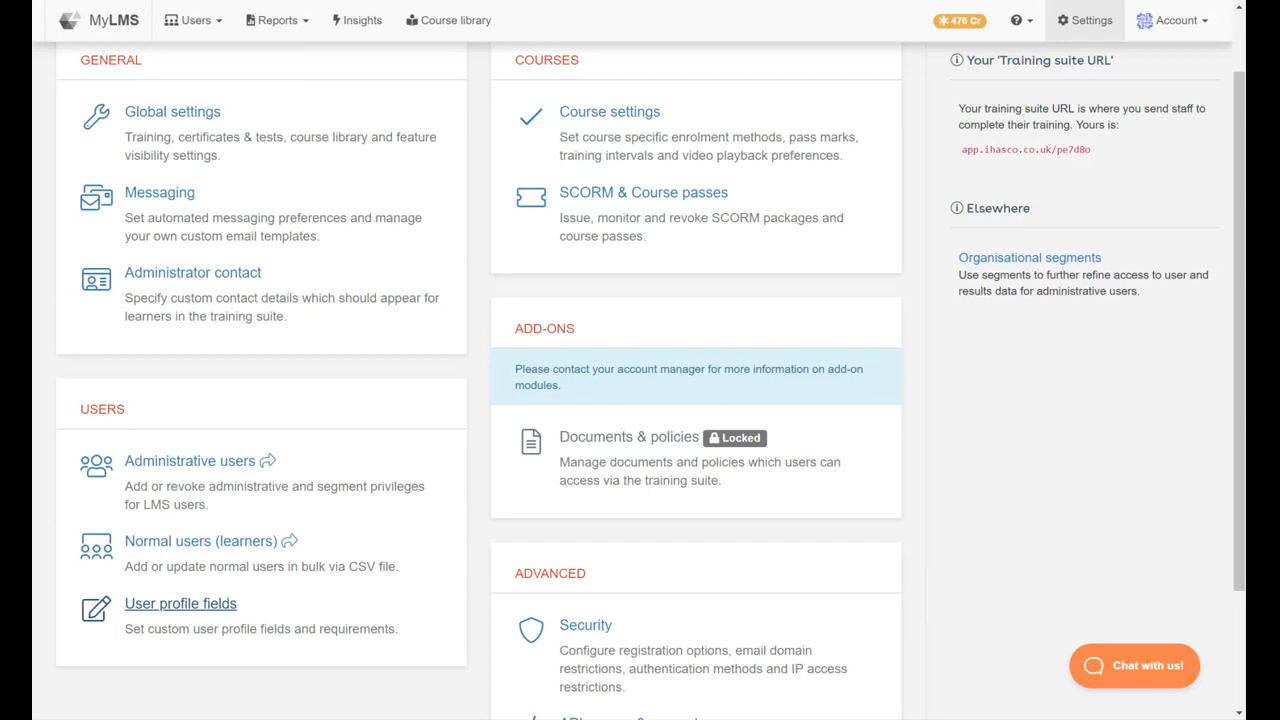 MyLMS
Users
Reports
Insights
Course library
476 Cr
Settings
Account
GENERAL
Global settings
Training, certificates & tests, course library and feature
visibility settings.
Messaging
Set automated messaging preferences and manage
your own custom email templates.
Administrator contact
Specify custom contact details which should appear for
learners in the training suite.
USERS
Administrative users
Add or revoke administrative and segment privileges
for LMS users.
Normal users (learners)
Add or update normal users in bulk via CSV file.
User profile fields
Set custom user profile fields and requirements.
COURSES
Course settings
Set course specific enrolment methods, pass marks,
training intervals and video playback preferences.
SCORM & Course passes
Issue, monitor and revoke SCORM packages and
course passes.
ADD-ONS
Please contact your account manager for more information on add-on
modules.
Documents & policies Locked
Manage documents and policies which users can
access via the training suite.
ADVANCED
Security
Configure registration options, email domain
restrictions, authentication methods and IP access
restrictions.
Your 'Training suite URL'
Your training suite URL is where you send staff to
complete their training. Yours is:
app.ihasco.co.uk/pe7d8o
Elsewhere
Organisational segments
Use segments to further refine access to user and
results data for administrative users.
Chat with us!